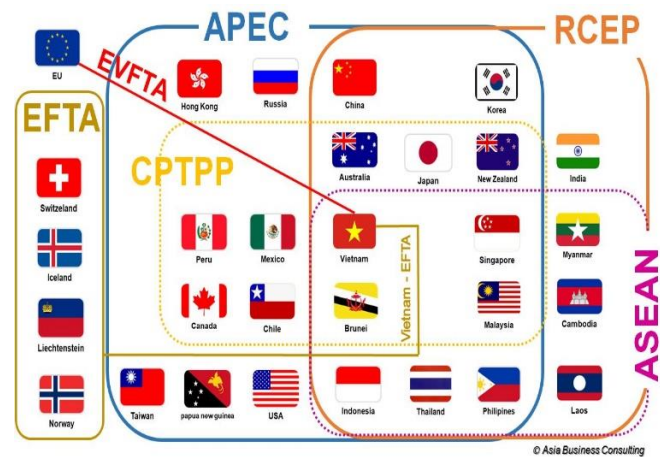 APEC
RCEP
EU
EVFTA
Hong Kong
Russia
China
Korea
EFTA
CPTPP
Australia
Japan
New Zealand
India
Switzeland
Iceland
Liechtenstein
Norway
Peru
Mexico
Vietnam
Singapore
Myanmar
Canada
Chile
Brunei
Vietnam - EFTA
Malaysia
Cambodia
ASEAN
Taiwan
papua new guinea
USA
Indonesia
Thailand
Philipines
Laos
© Asia Business Consulting